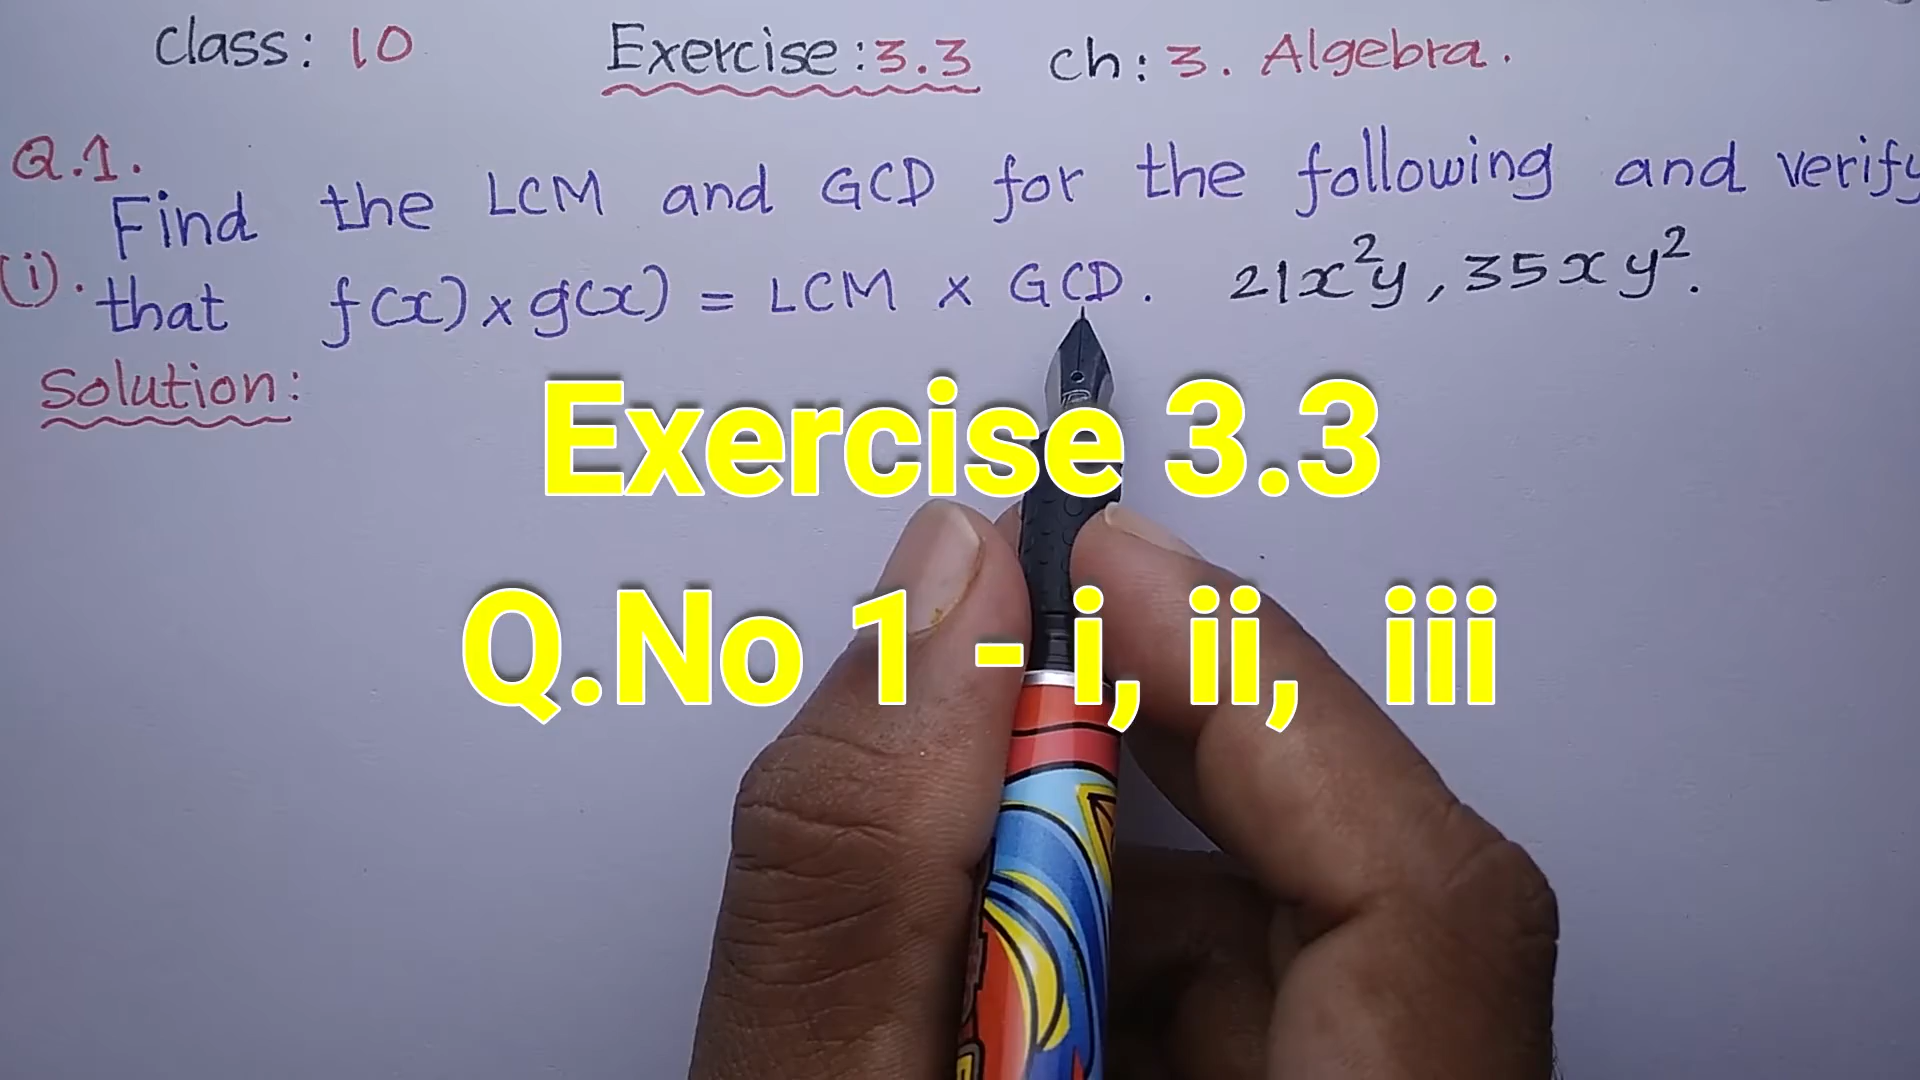 Class: 10 Exercise: 3.3 ch: 3. Algebra.
Q.1.
Find the LCM and GCD for the following and verify
(i). that f(x) × g(x) = LCM × GCD. 21x²y, 35xy².
Solution:
Exercise 3.3
Q.No 1 - i, ii, iii